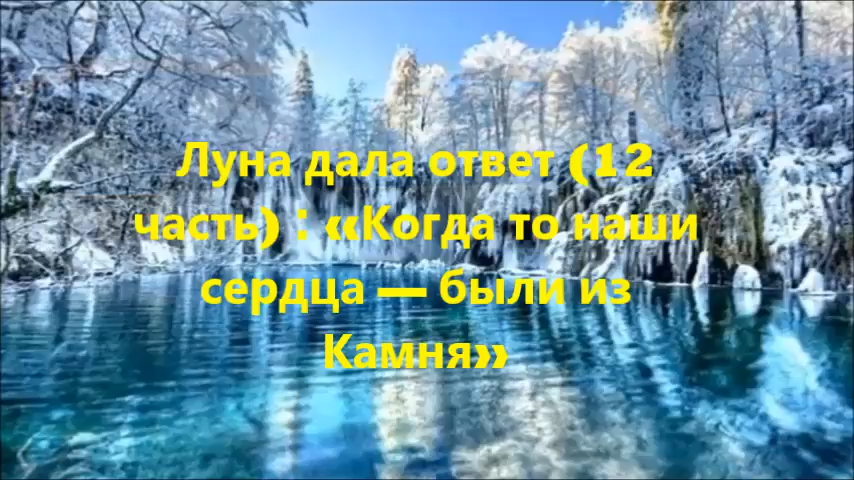 Луна дала ответ (12
часть) : «Когда то наши
сердца — были из
Камня»